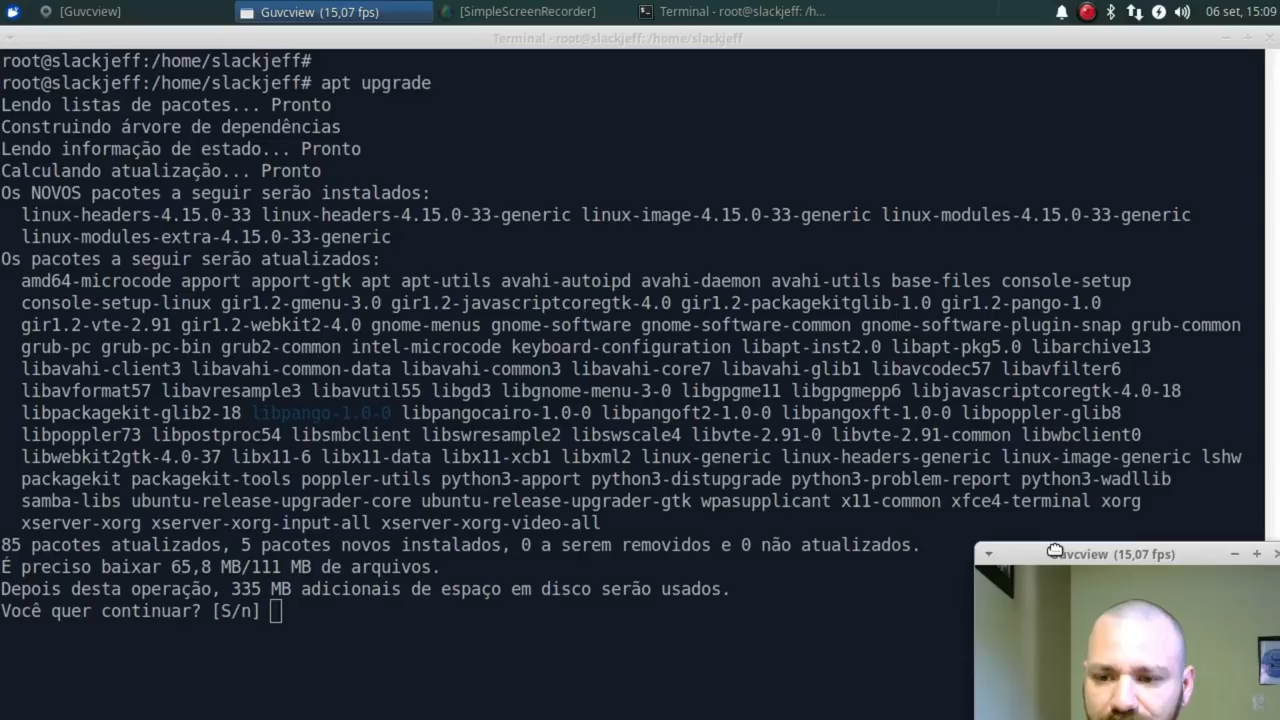 [Guvcview] Guvcview (15,07 fps) [SimpleScreenRecorder] Terminal - root@slackjeff: /h... 06 set, 15:09
Terminal - root@slackjeff: /home/slackjeff
root@slackjeff:/home/slackjeff#
root@slackjeff:/home/slackjeff# apt upgrade
Lendo listas de pacotes... Pronto
Construindo árvore de dependências
Lendo informação de estado... Pronto
Calculando atualização... Pronto
Os NOVOS pacotes a seguir serão instalados:
linux-headers-4.15.0-33 linux-headers-4.15.0-33-generic linux-image-4.15.0-33-generic linux-modules-4.15.0-33-generic
linux-modules-extra-4.15.0-33-generic
Os pacotes a seguir serão atualizados:
amd64-microcode apport apport-gtk apt apt-utils avahi-autoipd avahi-daemon avahi-utils base-files console-setup
console-setup-linux gir1.2-gmenu-3.0 gir1.2-javascriptcoregtk-4.0 gir1.2-packagekitglib-1.0 gir1.2-pango-1.0
gir1.2-vte-2.91 gir1.2-webkit2-4.0 gnome-menus gnome-software gnome-software-common gnome-software-plugin-snap grub-common
grub-pc grub-pc-bin grub2-common intel-microcode keyboard-configuration libapt-inst2.0 libapt-pkg5.0 libarchive13
libavahi-client3 libavahi-common-data libavahi-common3 libavahi-core7 libavahi-glib1 libavcodec57 libavfilter6
libavformat57 libavresample3 libavutil55 libgd3 libgnome-menu-3-0 libgpgme11 libgpgmepp6 libjavascriptcoregtk-4.0-18
libpackagekit-glib2-18 libpango-1.0-0 libpangocairo-1.0-0 libpangoft2-1.0-0 libpangoxft-1.0-0 libpoppler-glib8
libpoppler73 libpostproc54 libsmbclient libswresample2 libswscale4 libvte-2.91-0 libvte-2.91-common libwbclient0
libwebkit2gtk-4.0-37 libx11-6 libx11-data libx11-xcb1 libxml2 linux-generic linux-headers-generic linux-image-generic lshw
packagekit packagekit-tools poppler-utils python3-apport python3-distupgrade python3-problem-report python3-wadllib
samba-libs ubuntu-release-upgrader-core ubuntu-release-upgrader-gtk wpasupplicant x11-common xfce4-terminal xorg
xserver-xorg xserver-xorg-input-all xserver-xorg-video-all
85 pacotes atualizados, 5 pacotes novos instalados, 0 a serem removidos e 0 não atualizados.
É preciso baixar 65,8 MB/111 MB de arquivos.
Depois desta operação, 335 MB adicionais de espaço em disco serão usados.
Você quer continuar? [S/n]
Guvcview (15,07 fps)